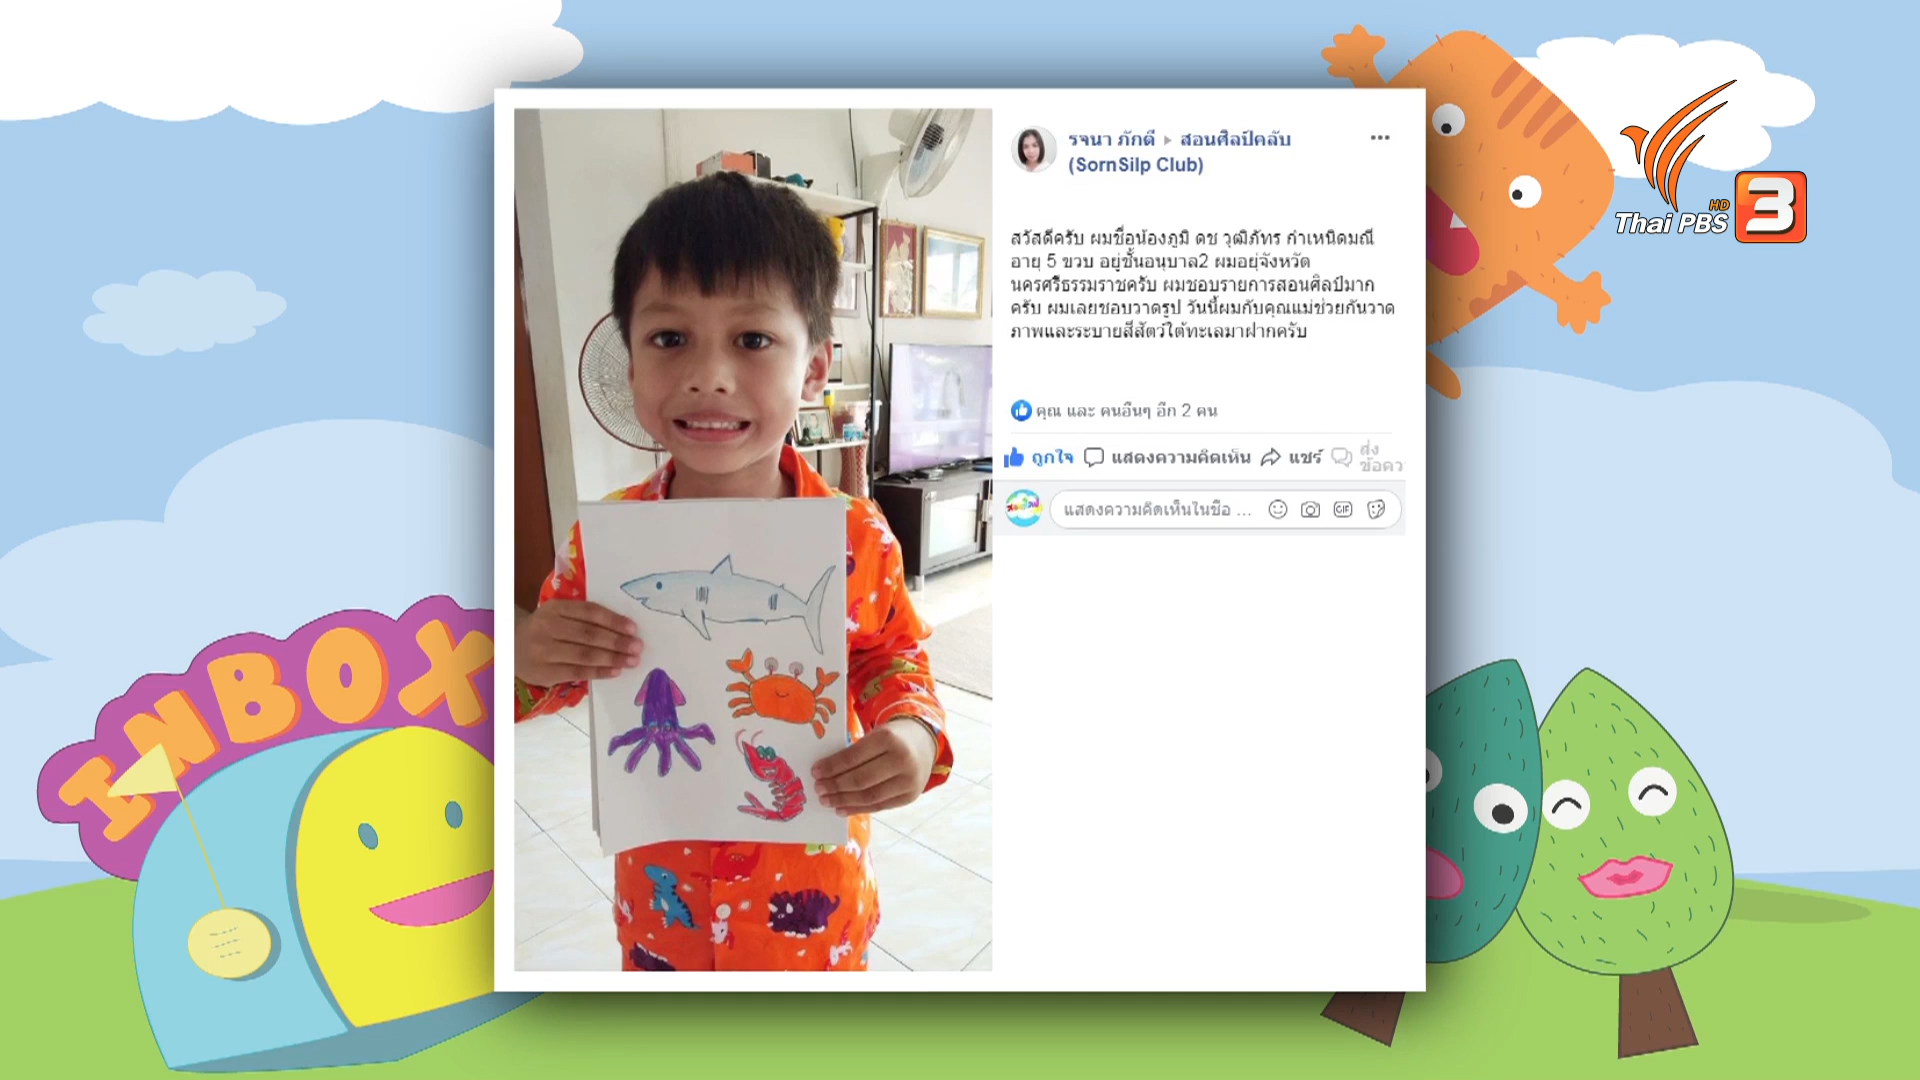 รจนา ภักดี ▸ สอนศิลป์คลับ
(SornSilp Club)
...
สวัสดีครับ ผมชื่อน้องภูมิ ดช วุฒิภัทร กำเหนิดมณี
อายุ 5 ขวบ อยู่ชั้นอนุบาล2 ผมอยุ่จังหวัด
นครศรีธรรมราชครับ ผมชอบรายการสอนศิลป์มาก
ครับ ผมเลยชอบวาดรูป วันนี้ผมกับคุณแม่ช่วยกันวาด
ภาพและระบายสีสัตว์ใต้ทะเลมาฝากครับ
คุณ และ คนอื่นๆ อีก 2 คน
ถูกใจ แสดงความคิดเห็น แชร์ ส่ง
ข้อคว
แสดงความคิดเห็นในชื่อ ...
GIF
HD
Thai PBS 3
INBOX